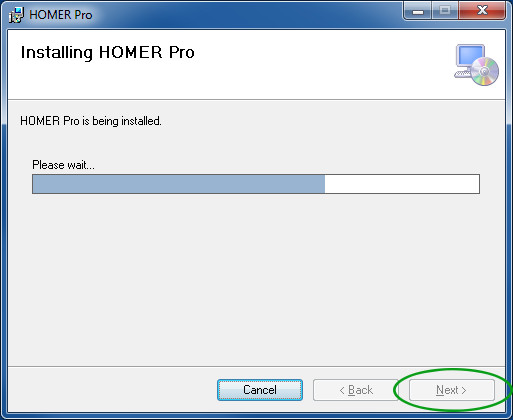 HOMER Pro
Installing HOMER Pro
HOMER Pro is being installed.
Please wait...
Cancel
< Back
Next >